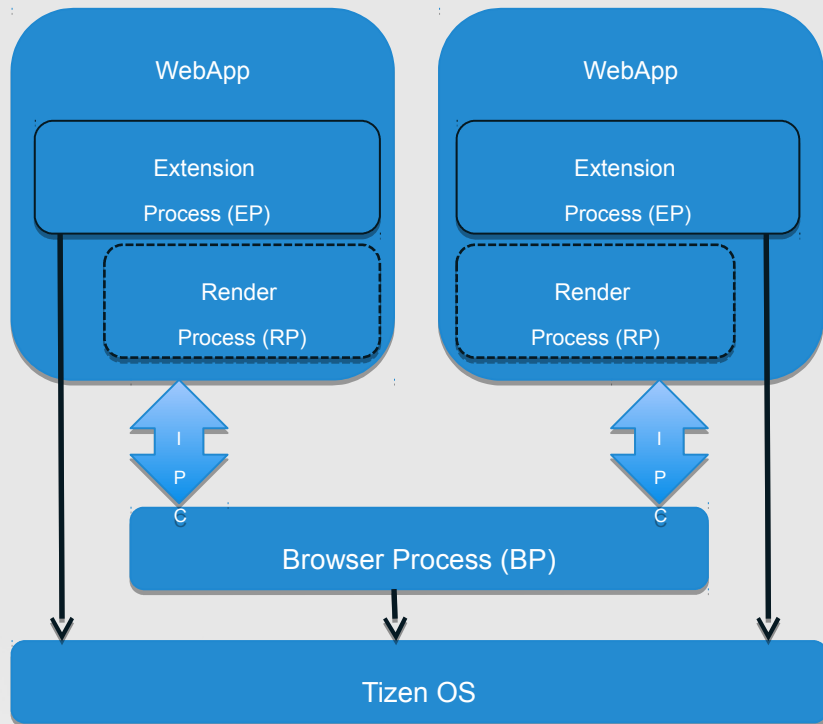 WebApp
Extension
Process (EP)
Render
Process (RP)
WebApp
Extension
Process (EP)
Render
Process (RP)
I
P
C
I
P
C
Browser Process (BP)
Tizen OS